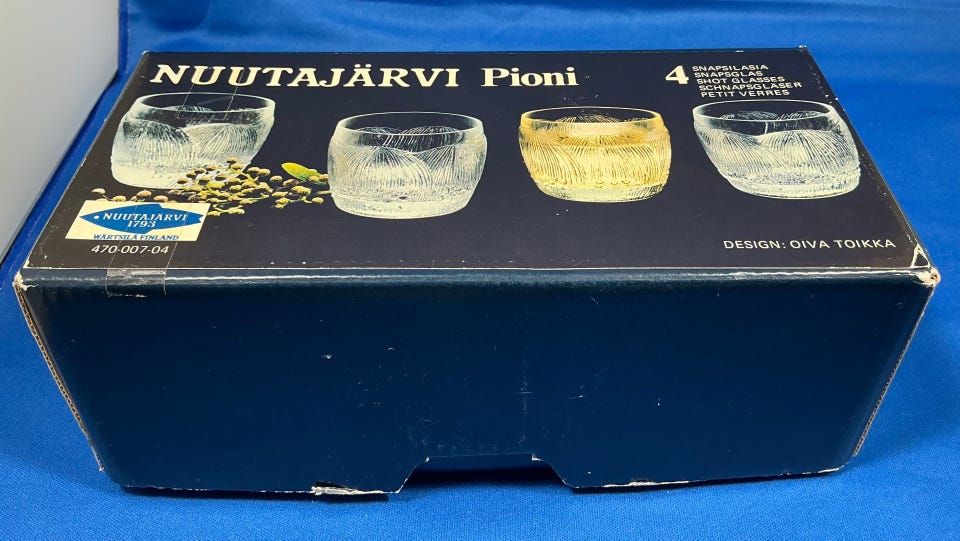 NUUTAJÄRVI Pioni
4 SNAPSILASIA
SNAPSGLAS
SHOT GLASSES
SCHNAPSGLÄSER
PETIT VERRES
NUUTAJÄRVI
1793
WÄRTSILÄ FINLAND
470-007-04
DESIGN: OIVA TOIKKA